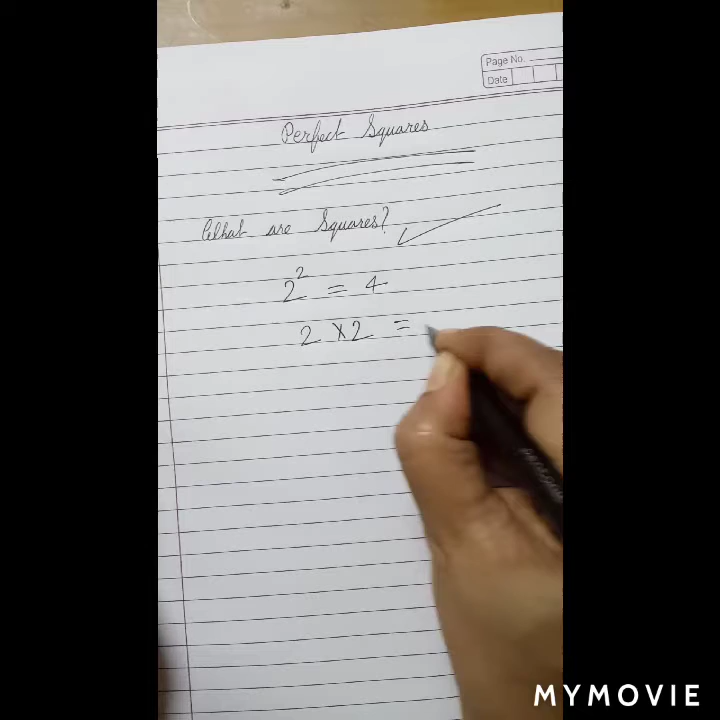 Page No.
Date
Perfect Squares
What are Squares?
2² = 4
2 × 2 =
MYMOVIE